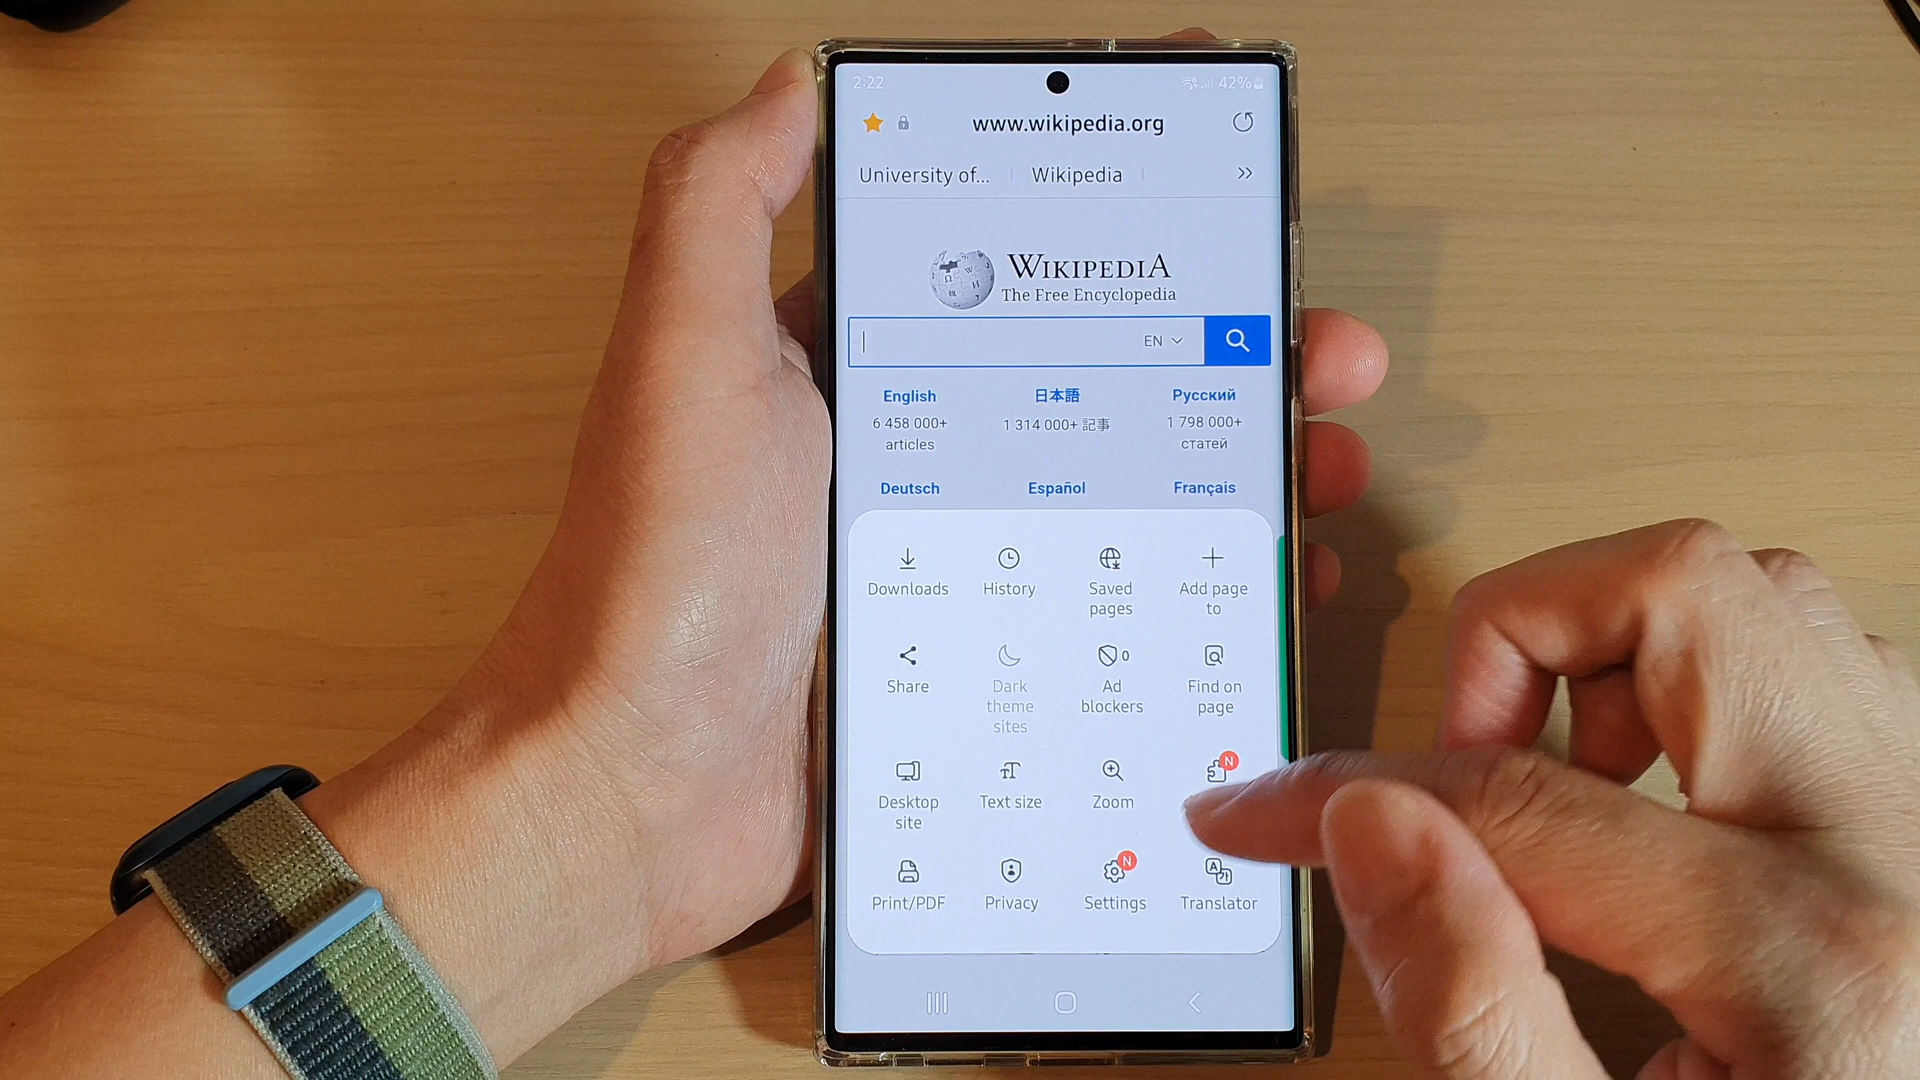 2:22
42%
www.wikipedia.org
University of...
Wikipedia
WIKIPEDIA
The Free Encyclopedia
EN
English
日本語
Русский
6 458 000+
articles
1 314 000+ 記事
1 798 000+
статей
Deutsch
Español
Français
Downloads
History
Saved
pages
Add page
to
Share
Dark
theme
sites
0
Ad
blockers
Find on
page
Desktop
site
Text size
Zoom
N
Print/PDF
Privacy
N
Settings
Translator